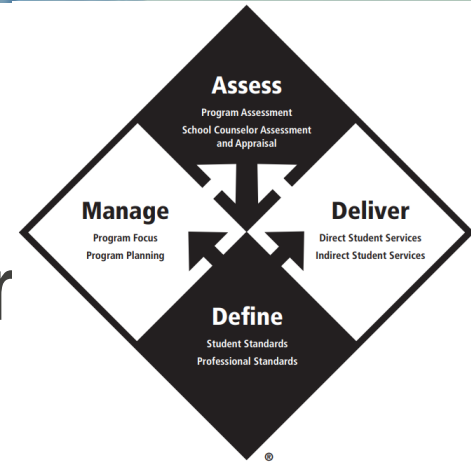 Assess
Program Assessment
School Counselor Assessment
and Appraisal
Manage
Program Focus
Program Planning
Deliver
Direct Student Services
Indirect Student Services
r
Define
Student Standards
Professional Standards
®